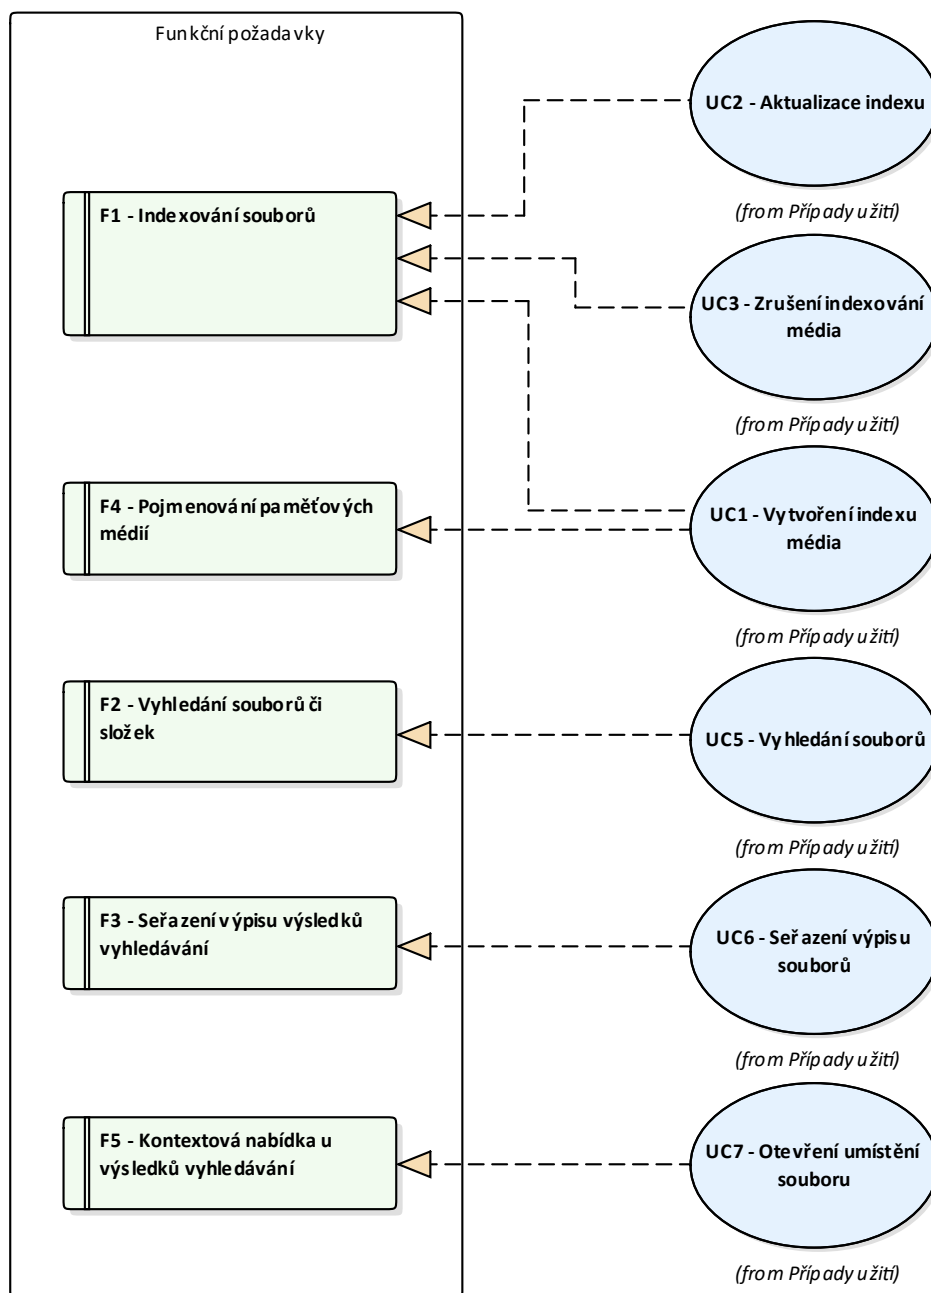 Funkční požadavky
UC2 - Aktualizace indexu
(from Případy užití)
F1 - Indexování souborů
UC3 - Zrušení indexování
média
(from Případy užití)
F4 - Pojmenování paměťových
médií
UC1 - Vytvoření indexu
média
(from Případy užití)
F2 - Vyhledání souborů či
složek
UC5 - Vyhledání souborů
(from Případy užití)
F3 - Seřazení výpisu výsledků
vyhledávání
UC6 - Seřazení výpisu
souborů
(from Případy užití)
F5 - Kontextová nabídka u
výsledků vyhledávání
UC7 - Otevření umístění
souboru
(from Případy užití)